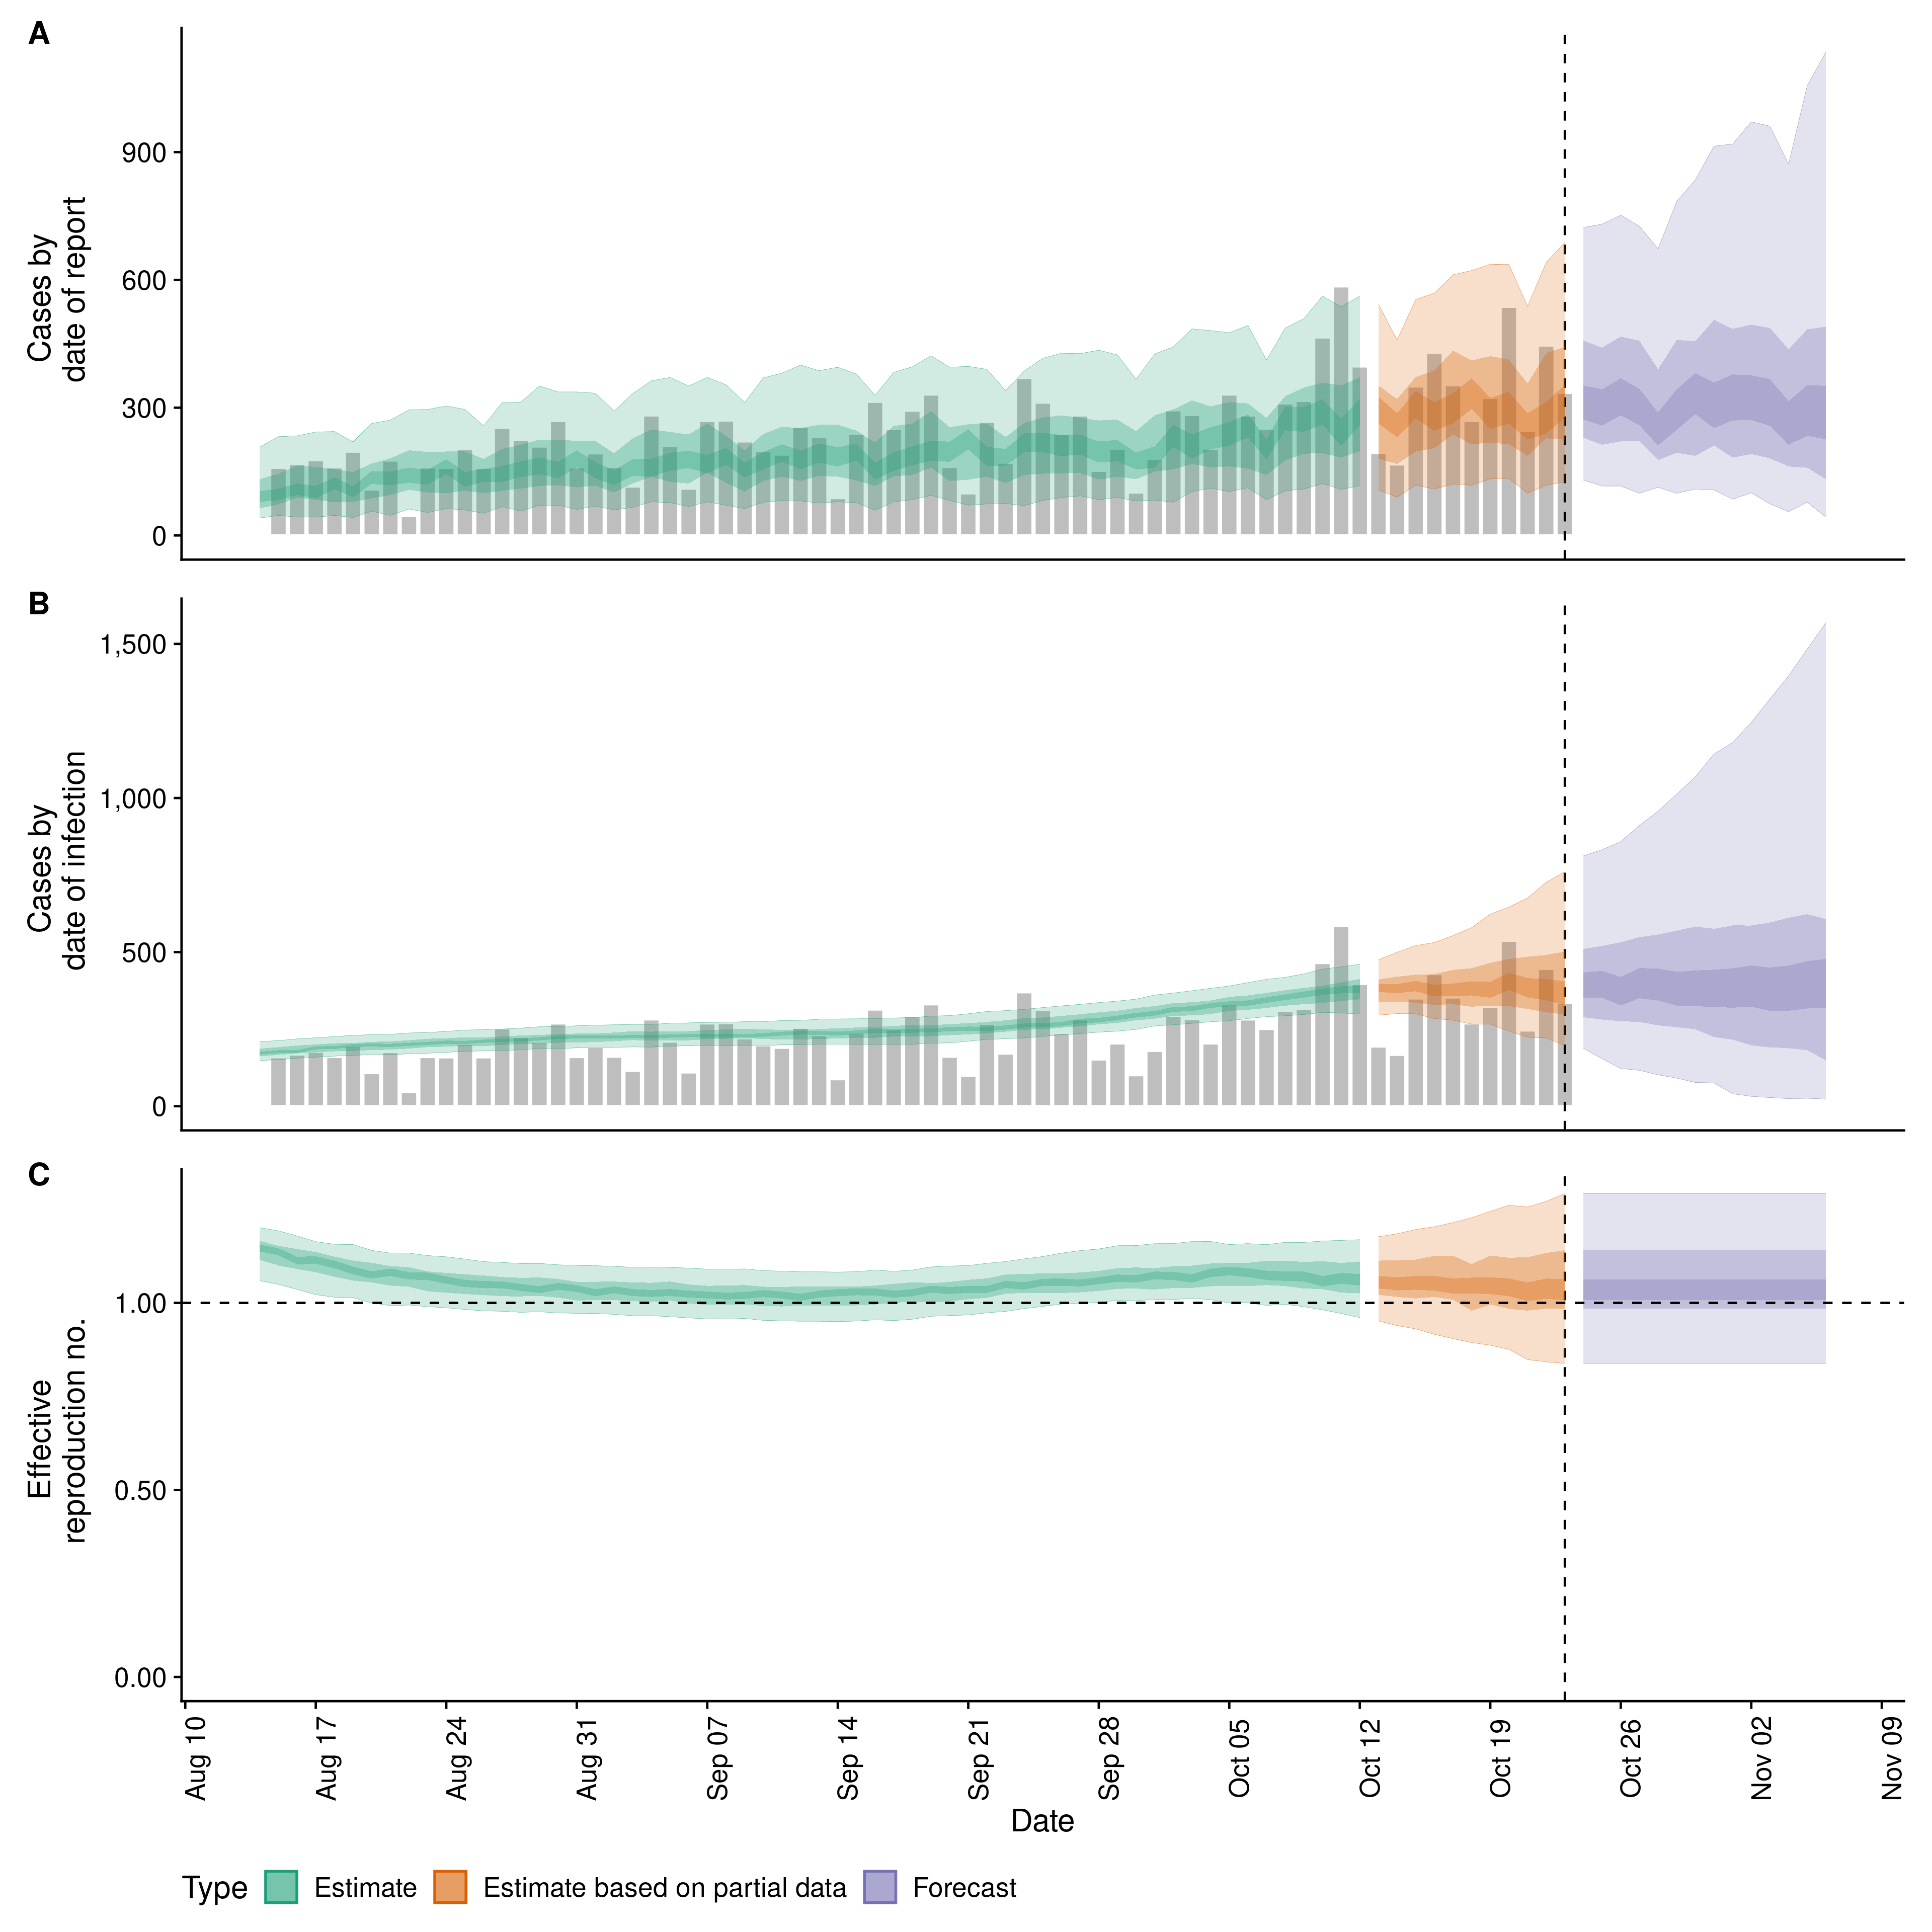 A
Cases by
date of report
900
600
300
0
B
Cases by
date of infection
1,500
1,000
500
0
C
Effective
reproduction no.
1.00
0.50
0.00
Aug 10
Aug 17
Aug 24
Aug 31
Sep 07
Sep 14
Sep 21
Sep 28
Oct 05
Oct 12
Oct 19
Oct 26
Nov 02
Nov 09
Date
Type Estimate Estimate based on partial data Forecast